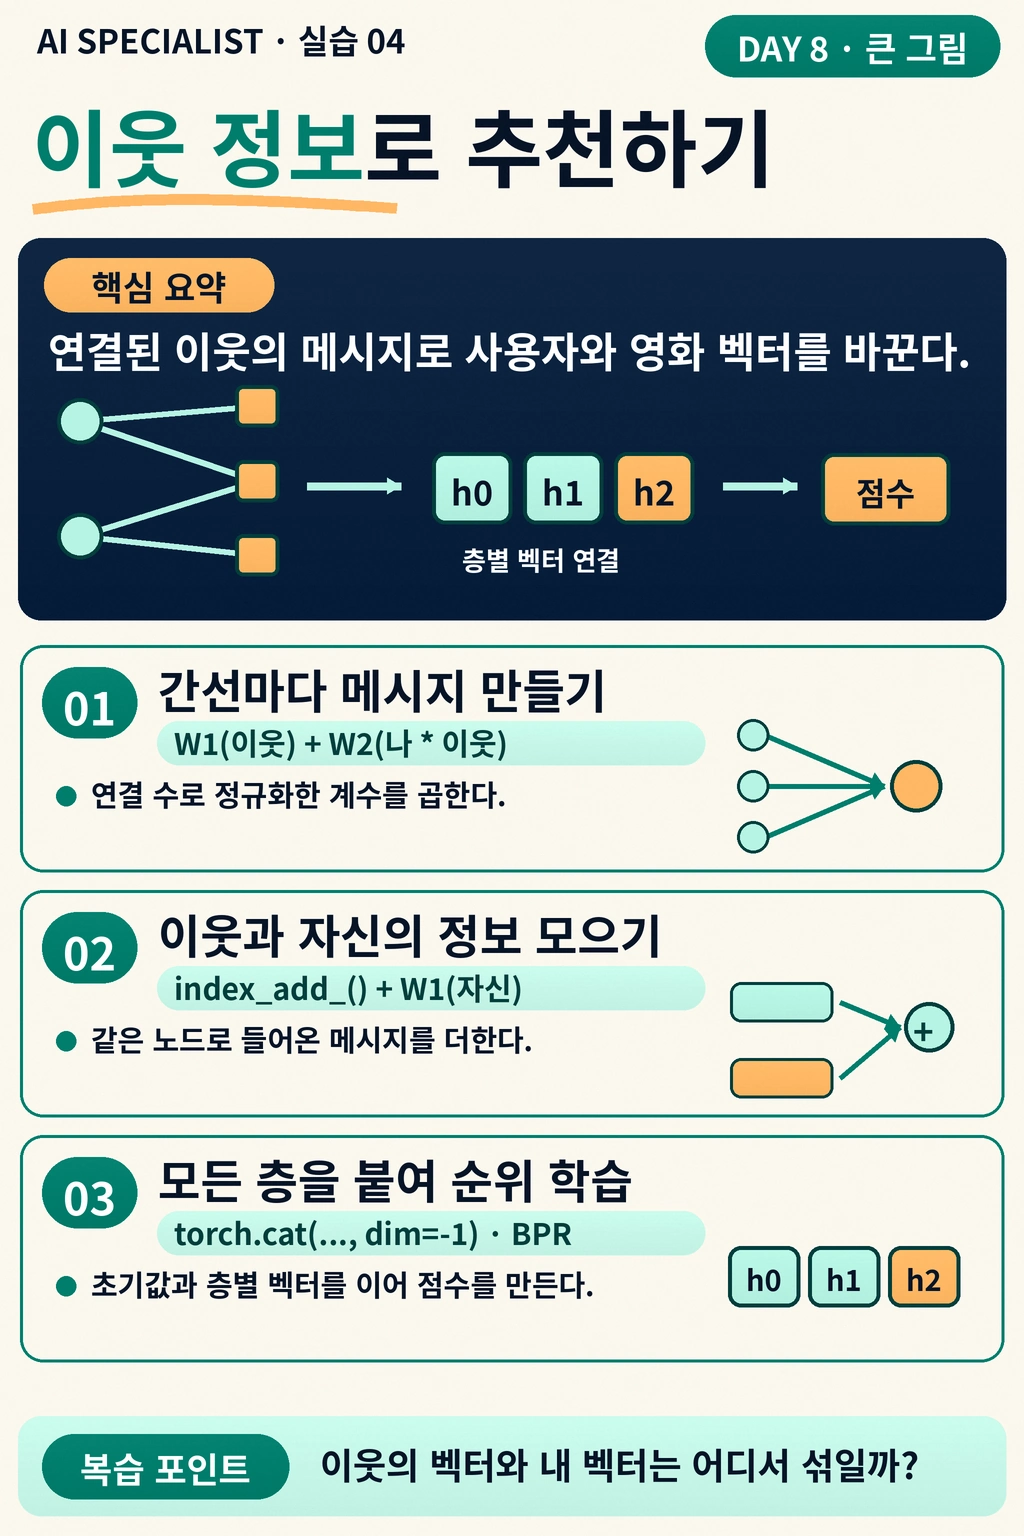 AI SPECIALIST · 실습 04
DAY 8 · 큰 그림
이웃 정보로 추천하기
핵심 요약
연결된 이웃의 메시지로 사용자와 영화 벡터를 바꾼다.
h0 h1 h2
점수
층별 벡터 연결
01
간선마다 메시지 만들기
W1(이웃) + W2(나 * 이웃)
연결 수로 정규화한 계수를 곱한다.
02
이웃과 자신의 정보 모으기
index_add_() + W1(자신)
같은 노드로 들어온 메시지를 더한다.
+
03
모든 층을 붙여 순위 학습
torch.cat(..., dim=-1) · BPR
초기값과 층별 벡터를 이어 점수를 만든다.
h0 h1 h2
복습 포인트
이웃의 벡터와 내 벡터는 어디서 섞일까?